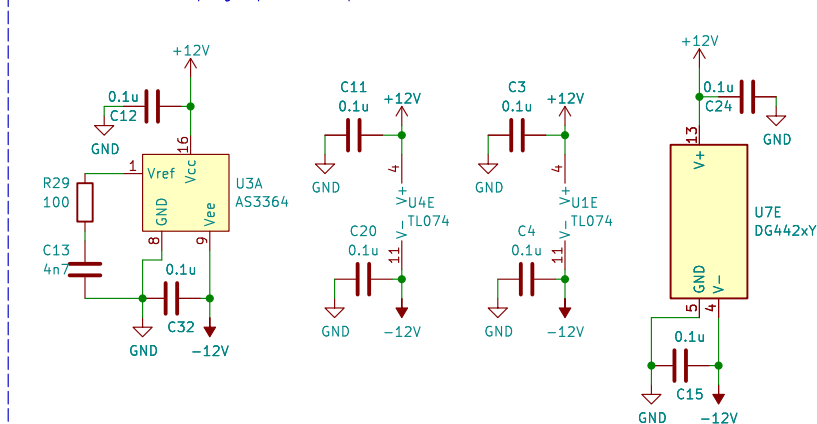 +12V
0.1u
C12
GND
16
1
Vref
Vcc
GND
Vee
U3A
AS3364
R29
100
8
9
C13
4n7
0.1u
C32
GND
-12V
C11
0.1u
+12V
GND
4
V+
U4E
TL074
V-
11
C20
0.1u
GND
-12V
C3
0.1u
+12V
GND
4
V+
U1E
TL074
V-
11
C4
0.1u
GND
-12V
+12V
0.1u
C24
GND
13
V+
U7E
DG442xY
GND
V-
5
4
0.1u
C15
GND
-12V